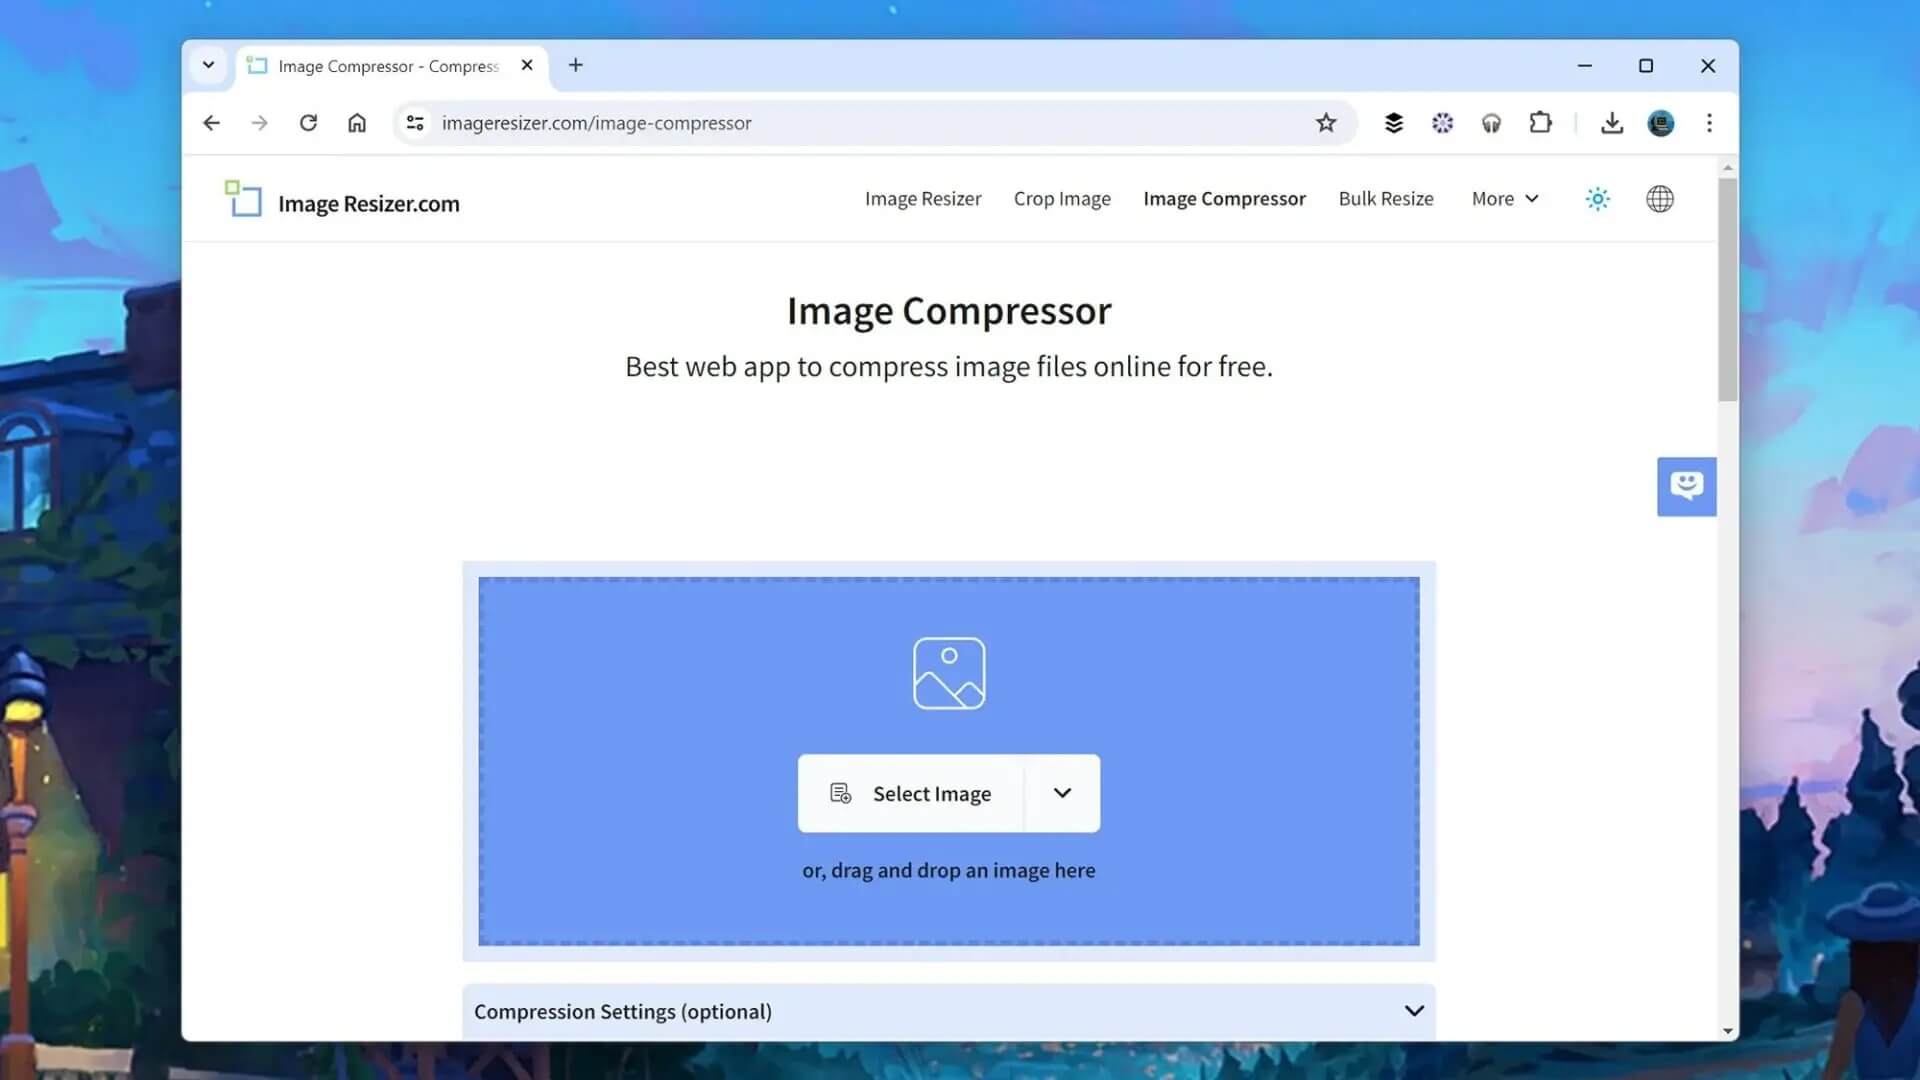 Image Compressor - Compress
imageresizer.com/image-compressor
Image Resizer.com
Image Resizer
Crop Image
Image Compressor
Bulk Resize
More
Image Compressor
Best web app to compress image files online for free.
Select Image
or, drag and drop an image here
Compression Settings (optional)